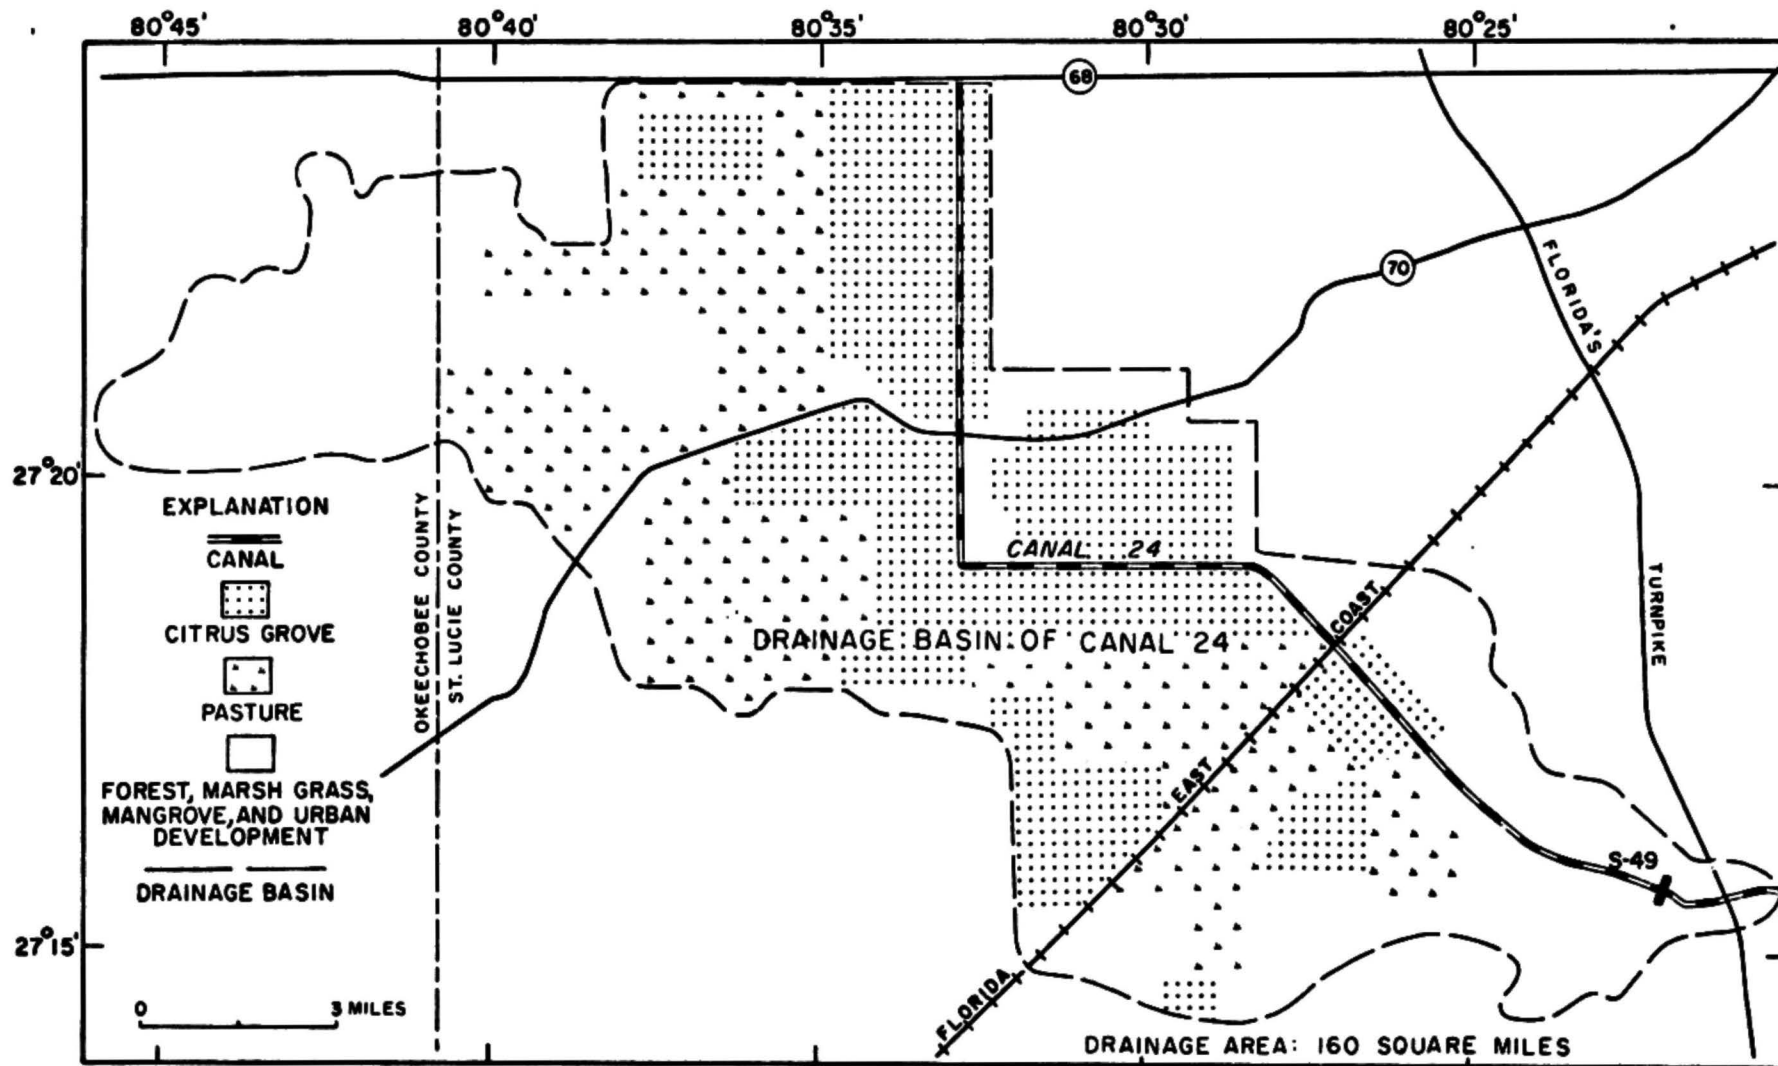 80°45' 80°40' 80°35' 80°30' 80°25'
68
70
FLORIDA'S
TURNPIKE
27°20'
EXPLANATION
CANAL
CITRUS GROVE
PASTURE
FOREST, MARSH GRASS,
MANGROVE, AND URBAN
DEVELOPMENT
DRAINAGE BASIN
OKEECHOBEE COUNTY
ST. LUCIE COUNTY
CANAL 24
DRAINAGE BASIN OF CANAL 24
FLORIDA EAST COAST
S-49
27°15'
0 3 MILES
DRAINAGE AREA: 160 SQUARE MILES